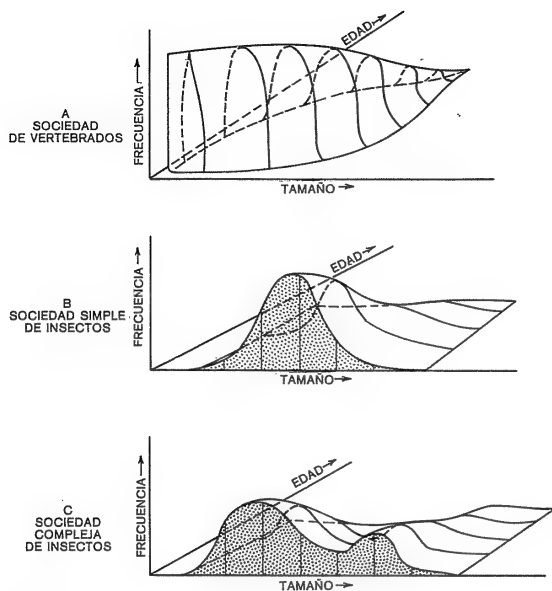 EDAD→
FRECUENCIA→
A
SOCIEDAD
DE VERTEBRADOS
TAMAÑO→
EDAD→
FRECUENCIA→
B
SOCIEDAD SIMPLE
DE INSECTOS
TAMAÑO→
EDAD→
FRECUENCIA→
C
SOCIEDAD
COMPLEJA
DE INSECTOS
TAMAÑO→